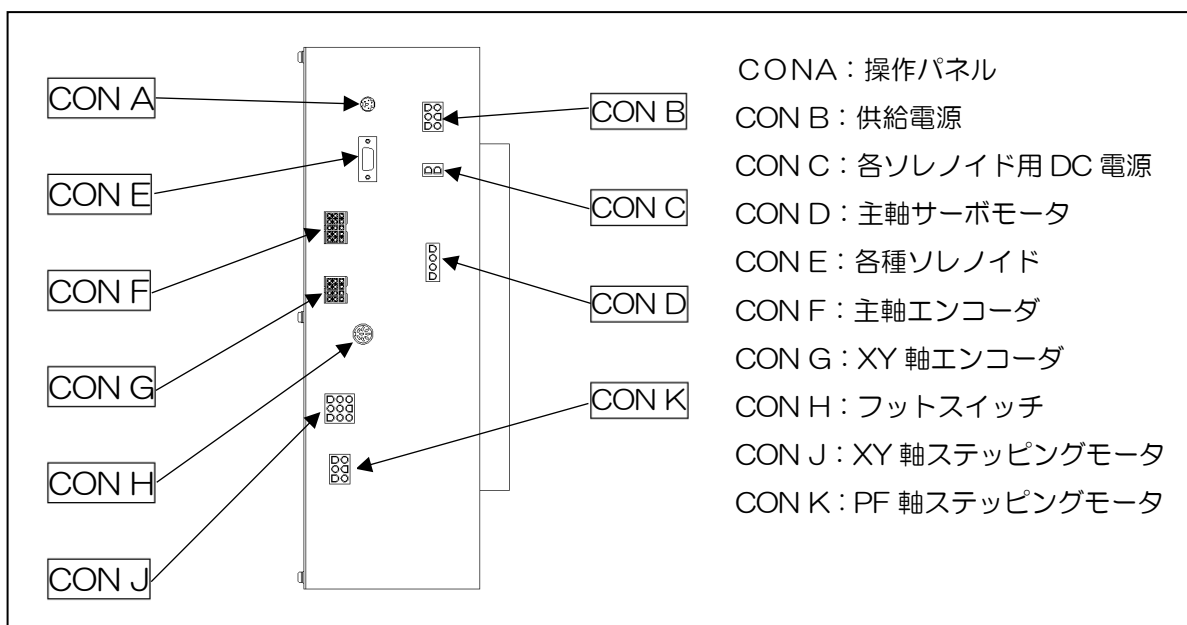 CON A
CON E
CON F
CON G
CON H
CON J
CON B
CON C
CON D
CON K
CONA：操作パネル
CON B：供給電源
CON C：各ソレノイド用 DC 電源
CON D：主軸サーボモータ
CON E：各種ソレノイド
CON F：主軸エンコーダ
CON G：XY 軸エンコーダ
CON H：フットスイッチ
CON J：XY 軸ステッピングモータ
CON K：PF 軸ステッピングモータ